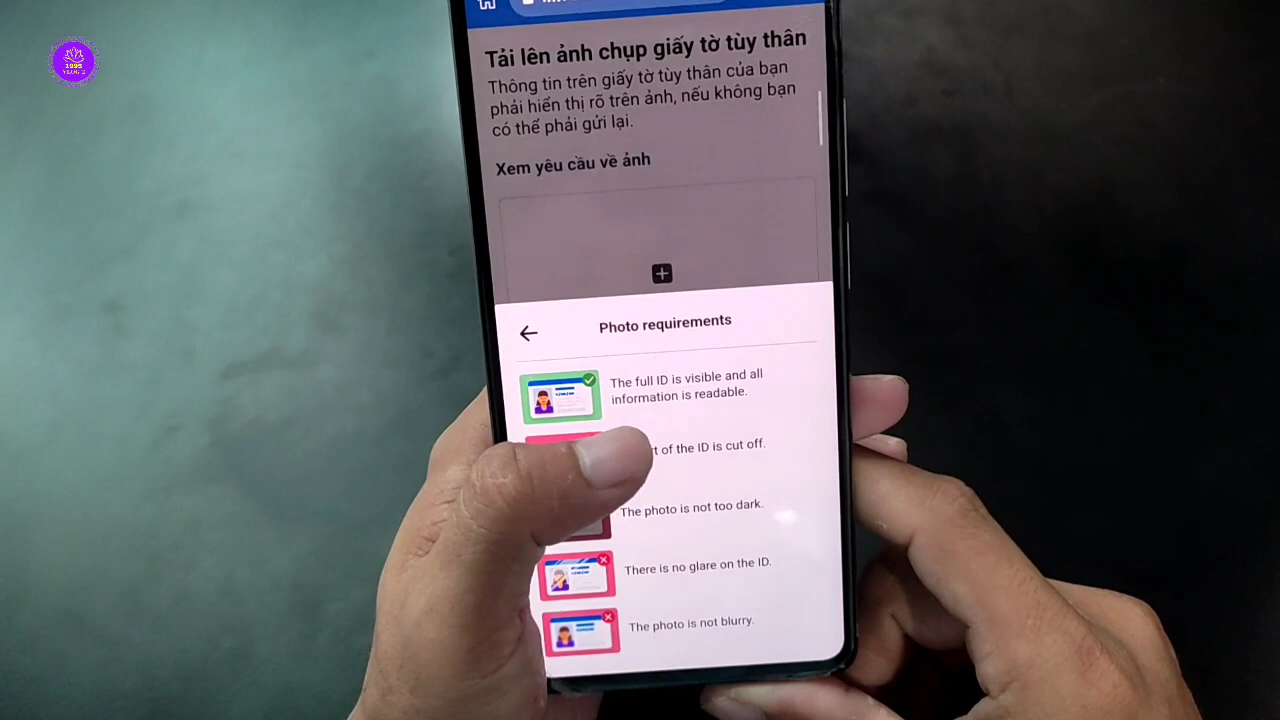 Tải lên ảnh chụp giấy tờ tùy thân
Thông tin trên giấy tờ tùy thân của bạn
phải hiển thị rõ trên ảnh, nếu không bạn
có thể phải gửi lại.
Xem yêu cầu về ảnh
Photo requirements
The full ID is visible and all
information is readable.
of the ID is cut off.
The photo is not too dark.
There is no glare on the ID.
The photo is not blurry.
1995
VLOG'S